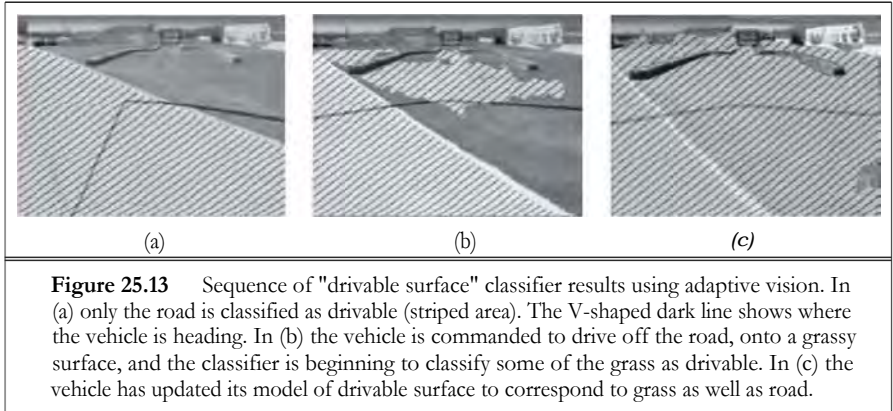 (a) (b) (c)
Figure 25.13 Sequence of "drivable surface" classifier results using adaptive vision. In
(a) only the road is classified as drivable (striped area). The V-shaped dark line shows where
the vehicle is heading. In (b) the vehicle is commanded to drive off the road, onto a grassy
surface, and the classifier is beginning to classify some of the grass as drivable. In (c) the
vehicle has updated its model of drivable surface to correspond to grass as well as road.